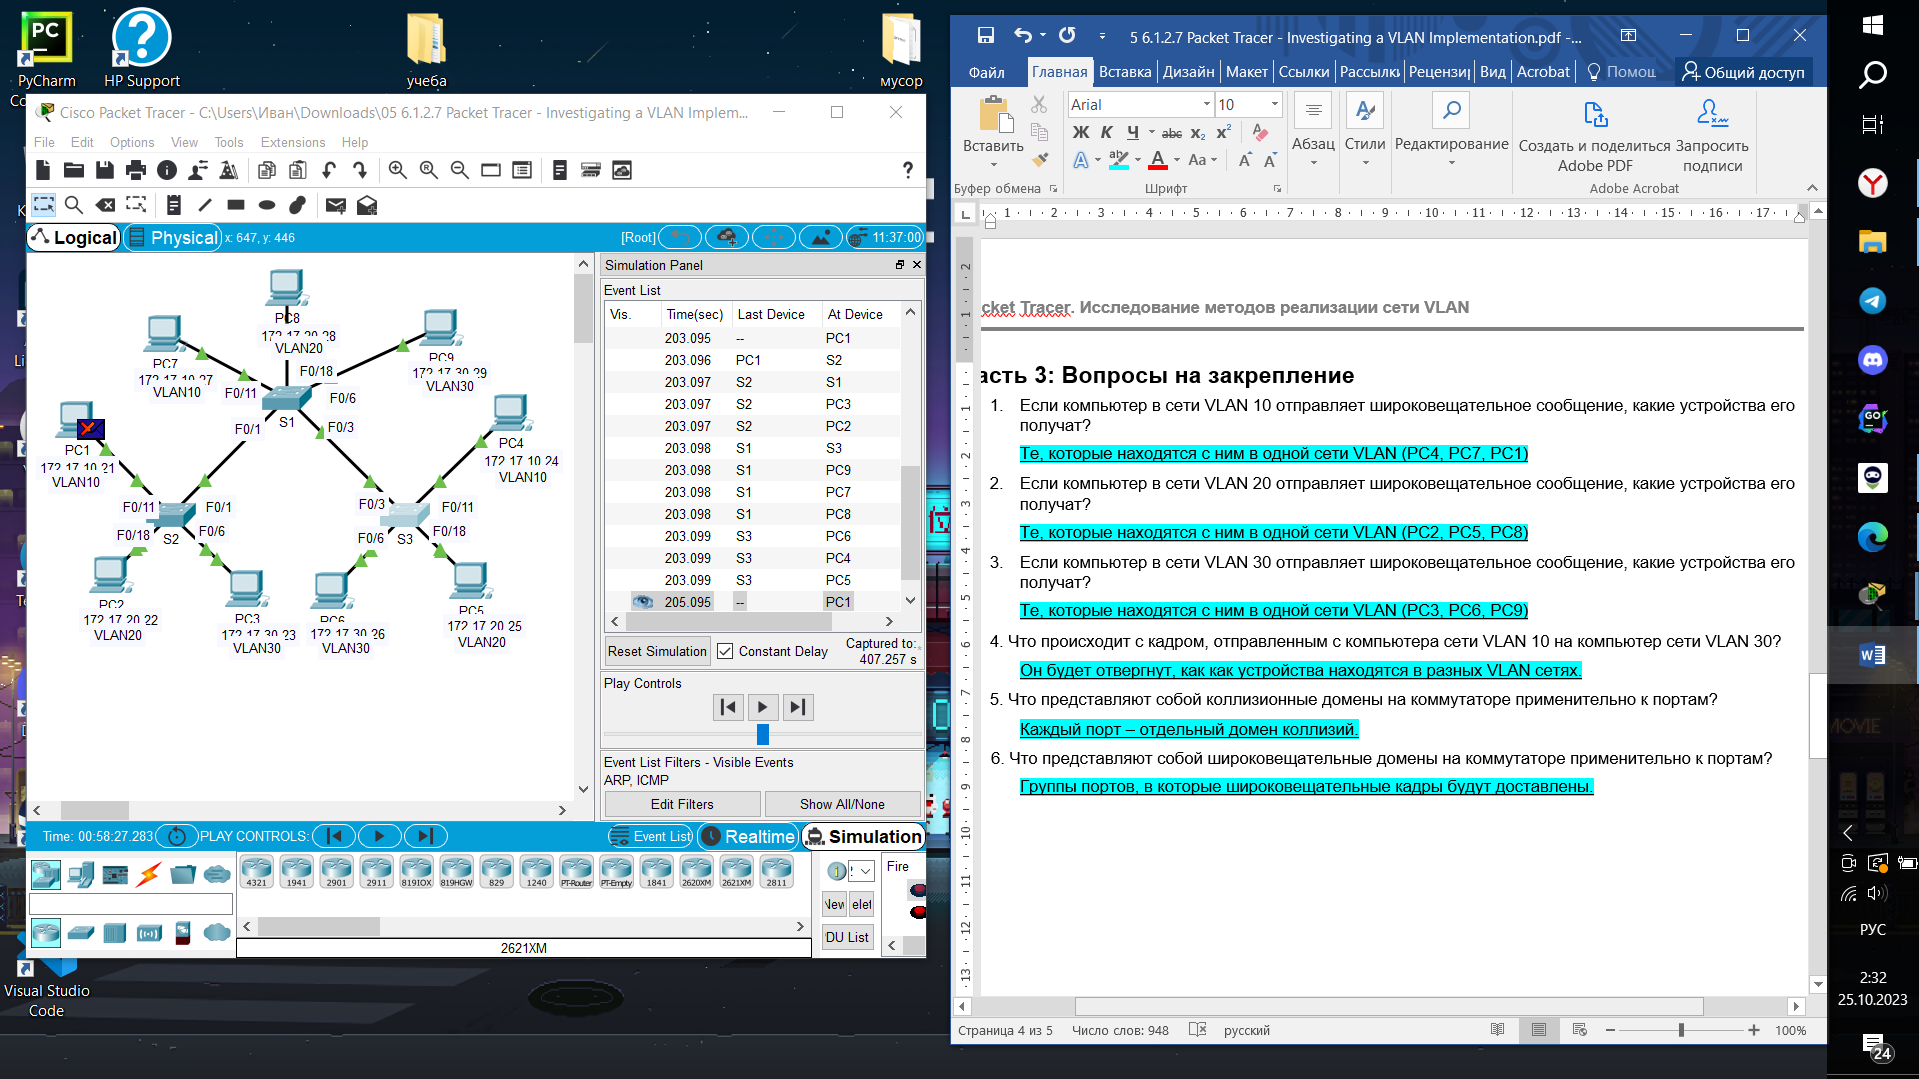 PyCharm
HP Support
учеба
мусор
Cisco Packet Tracer - C:\Users\Иван\Downloads\05 6.1.2.7 Packet Tracer - Investigating a VLAN Implem...
File Edit Options View Tools Extensions Help
Logical Physical x: 647, y: 446 [Root] 11:37:00
PC8
172.17.20.28
VLAN20
PC7
172.17.10.27
VLAN10
PC9
172.17.30.29
VLAN30
F0/18
F0/11
F0/6
S1
F0/1
F0/3
PC1
172.17.10.21
VLAN10
PC4
172.17.10.24
VLAN10
F0/11
F0/1
F0/3
F0/11
F0/18
S2
F0/6
F0/6
S3
F0/18
PC2
172.17.20.22
VLAN20
PC3
172.17.30.23
VLAN30
PC6
172.17.30.26
VLAN30
PC5
172.17.20.25
VLAN20
Simulation Panel
Event List
Vis. Time(sec) Last Device At Device
203.095 -- PC1
203.096 PC1 S2
203.097 S2 S1
203.097 S2 PC3
203.097 S2 PC2
203.098 S1 S3
203.098 S1 PC9
203.098 S1 PC7
203.098 S1 PC8
203.099 S3 PC6
203.099 S3 PC4
203.099 S3 PC5
205.095 -- PC1
Reset Simulation Constant Delay Captured to:
407.257 s
Play Controls
Event List Filters - Visible Events
ARP, ICMP
Edit Filters Show All/None
Time: 00:58:27.283 PLAY CONTROLS: Event List Realtime Simulation
4321 1941 2901 2911 819IOX 819HGW 829 1240 PT-Router PT-Empty 1841 2620XM 2621XM 2811
Fire
New elet
DU List
2621XM
Visual Studio
Code
5 6.1.2.7 Packet Tracer - Investigating a VLAN Implementation.pdf -...
Файл Главная Вставка Дизайн Макет Ссылки Рассылки Рецензи Вид Acrobat Помощ Общий доступ
Arial 10
Вставить
Ж К Ч abc x₂ x²
Абзац Стили Редактирование
Создать и поделиться
Adobe PDF
Запросить
подписи
Буфер обмена Шрифт Adobe Acrobat
1 2 3 4 5 6 7 8 9 10 11 12 13 14 15 16 17
cket Tracer. Исследование методов реализации сети VLAN
асть 3: Вопросы на закрепление
1. Если компьютер в сети VLAN 10 отправляет широковещательное сообщение, какие устройства его
получат?
Те, которые находятся с ним в одной сети VLAN (PC4, PC7, PC1)
2. Если компьютер в сети VLAN 20 отправляет широковещательное сообщение, какие устройства его
получат?
Те, которые находятся с ним в одной сети VLAN (PC2, PC5, PC8)
3. Если компьютер в сети VLAN 30 отправляет широковещательное сообщение, какие устройства его
получат?
Те, которые находятся с ним в одной сети VLAN (PC3, PC6, PC9)
4. Что происходит с кадром, отправленным с компьютера сети VLAN 10 на компьютер сети VLAN 30?
Он будет отвергнут, как как устройства находятся в разных VLAN сетях.
5. Что представляют собой коллизионные домены на коммутаторе применительно к портам?
Каждый порт – отдельный домен коллизий.
6. Что представляют собой широковещательные домены на коммутаторе применительно к портам?
Группы портов, в которые широковещательные кадры будут доставлены.
Страница 4 из 5 Число слов: 948 русский 100%
РУС
2:32
25.10.2023
24